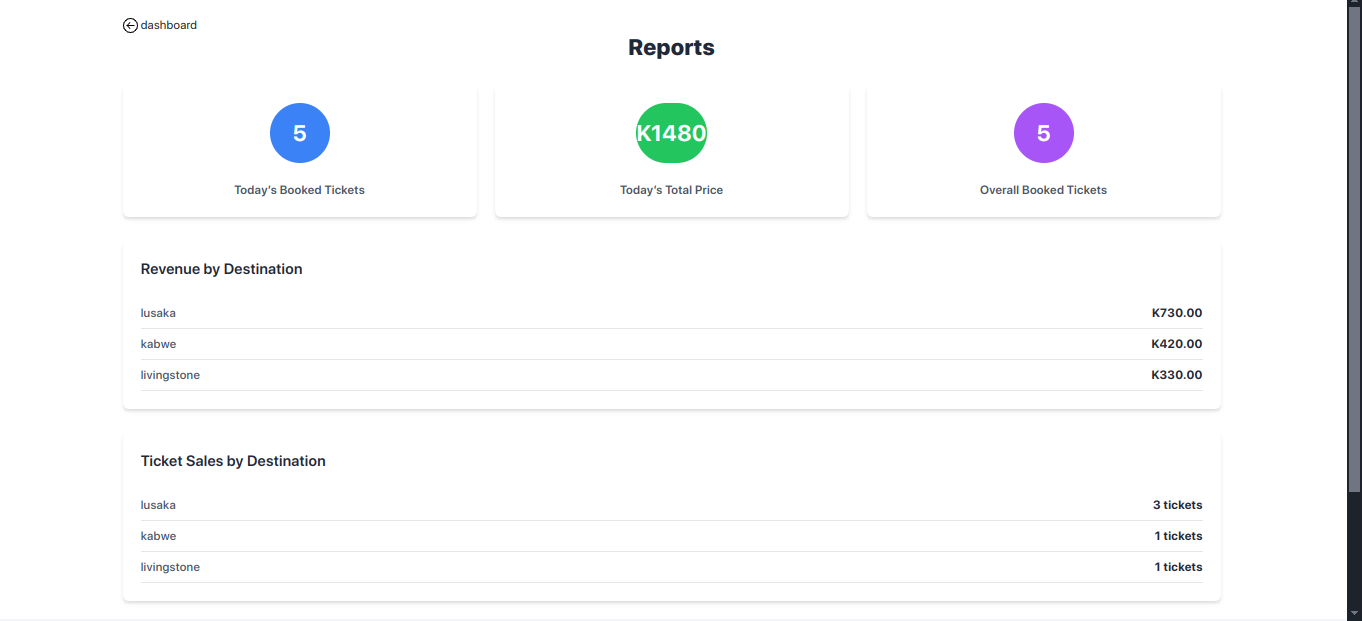 dashboard
Reports
5
K1480
5
Today's Booked Tickets
Today's Total Price
Overall Booked Tickets
Revenue by Destination
lusaka K730.00
kabwe K420.00
livingstone K330.00
Ticket Sales by Destination
lusaka 3 tickets
kabwe 1 tickets
livingstone 1 tickets